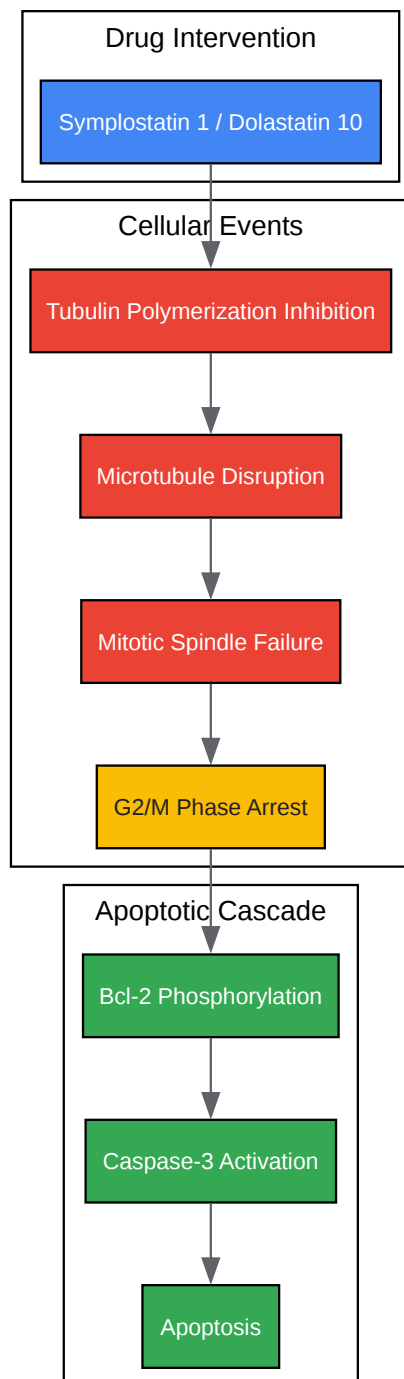 Drug Intervention
Symplostatin 1 / Dolastatin 10
Cellular Events
Tubulin Polymerization Inhibition
Microtubule Disruption
Mitotic Spindle Failure
G2/M Phase Arrest
Apoptotic Cascade
Bcl-2 Phosphorylation
Caspase-3 Activation
Apoptosis